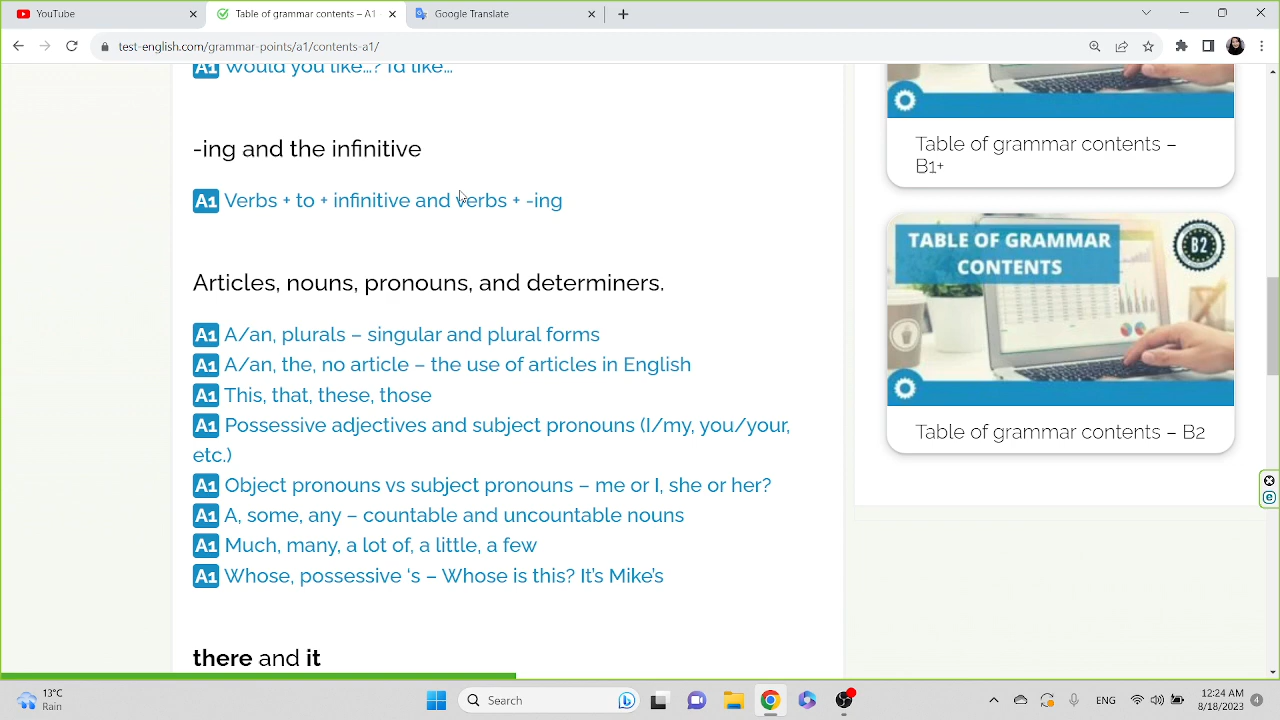 YouTube
Table of grammar contents – A1
Google Translate
test-english.com/grammar-points/a1/contents-a1/
A1 Would you like…? I'd like…
-ing and the infinitive
A1 Verbs + to + infinitive and verbs + -ing
Articles, nouns, pronouns, and determiners.
A1 A/an, plurals – singular and plural forms
A1 A/an, the, no article – the use of articles in English
A1 This, that, these, those
A1 Possessive adjectives and subject pronouns (I/my, you/your,
etc.)
A1 Object pronouns vs subject pronouns – me or I, she or her?
A1 A, some, any – countable and uncountable nouns
A1 Much, many, a lot of, a little, a few
A1 Whose, possessive ‘s – Whose is this? It’s Mike’s
there and it
Table of grammar contents –
B1+
TABLE OF GRAMMAR
CONTENTS
B2
Table of grammar contents – B2
13°C
Rain
Search
ENG
12:24 AM
8/18/2023
4